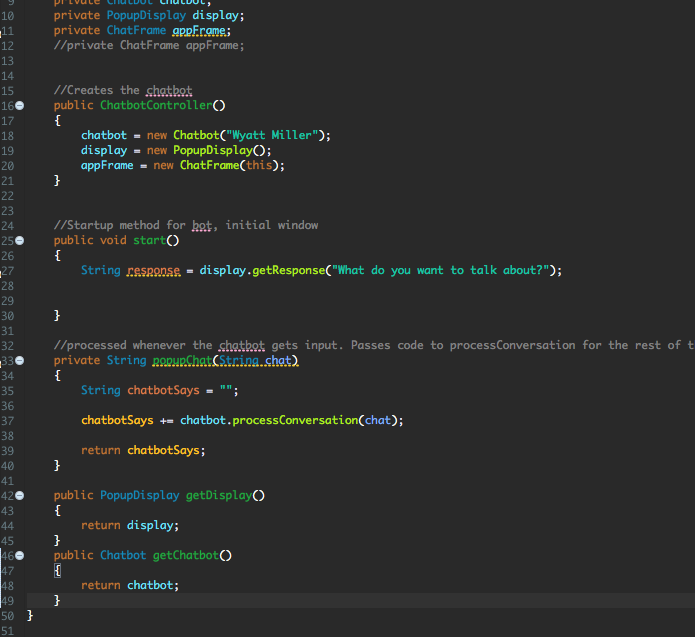 9 private Chatbot chatbot;
10 private PopupDisplay display;
11 private ChatFrame appFrame;
12 //private ChatFrame appFrame;
13
14
15 //Creates the chatbot
16 public ChatbotController()
17 {
18 chatbot = new Chatbot("Wyatt Miller");
19 display = new PopupDisplay();
20 appFrame = new ChatFrame(this);
21 }
22
23
24 //Startup method for bot, initial window
25 public void start()
26 {
27 String response = display.getResponse("What do you want to talk about?");
28
29
30 }
31
32 //processed whenever the chatbot gets input. Passes code to processConversation for the rest of t
33 private String popupChat(String chat)
34 {
35 String chatbotSays = "";
36
37 chatbotSays += chatbot.processConversation(chat);
38
39 return chatbotSays;
40 }
41
42 public PopupDisplay getDisplay()
43 {
44 return display;
45 }
46 public Chatbot getChatbot()
47 {
48 return chatbot;
49 }
50 }
51